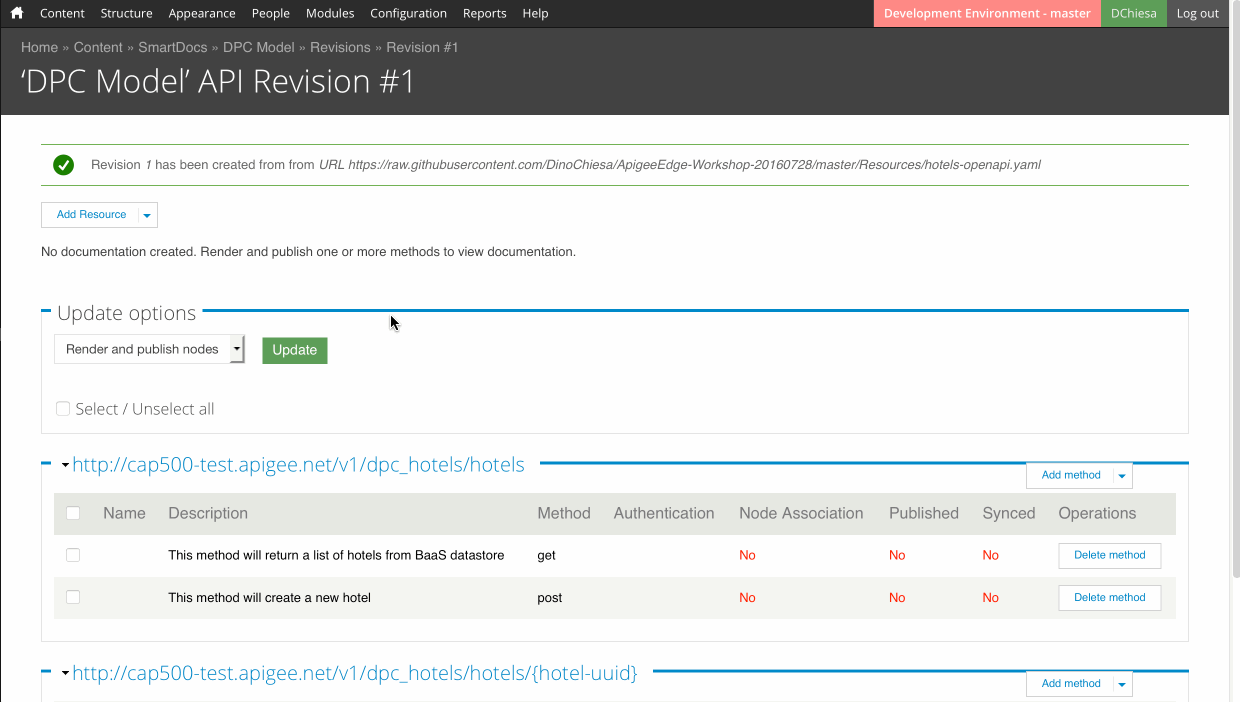 Content Structure Appearance People Modules Configuration Reports Help Development Environment - master DChiesa Log out
Home » Content » SmartDocs » DPC Model » Revisions » Revision #1
‘DPC Model’ API Revision #1
Revision 1 has been created from from URL https://raw.githubusercontent.com/DinoChiesa/ApigeeEdge-Workshop-20160728/master/Resources/hotels-openapi.yaml
Add Resource
No documentation created. Render and publish one or more methods to view documentation.
Update options
Render and publish nodes Update
Select / Unselect all
http://cap500-test.apigee.net/v1/dpc_hotels/hotels
Add method
Name Description Method Authentication Node Association Published Synced Operations
This method will return a list of hotels from BaaS datastore get No No No Delete method
This method will create a new hotel post No No No Delete method
http://cap500-test.apigee.net/v1/dpc_hotels/hotels/{hotel-uuid}
Add method